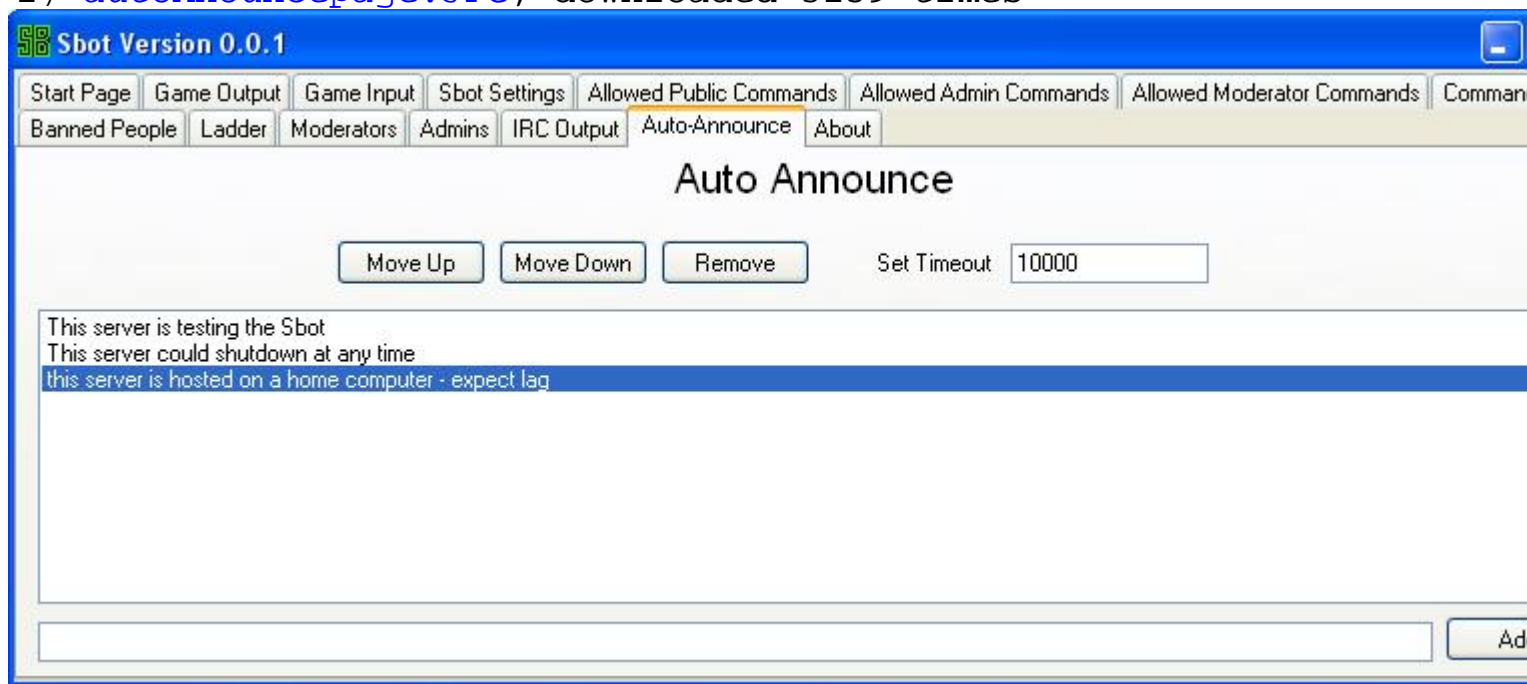 Sbot Version 0.0.1
Start Page Game Output Game Input Sbot Settings Allowed Public Commands Allowed Admin Commands Allowed Moderator Commands
Banned People Ladder Moderators Admins IRC Output Auto-Announce About
Auto Announce
Move Up Move Down Remove Set Timeout 10000
This server is testing the Sbot
This server could shutdown at any time
this server is hosted on a home computer - expect lag